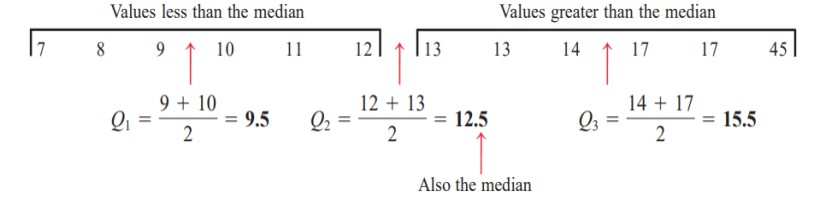 Values less than the median Values greater than the median
7 8 9 10 11 12 13 13 14 17 17 45
Q₁ = (9 + 10)/2 = 9.5 Q₂ = (12 + 13)/2 = 12.5 Q₃ = (14 + 17)/2 = 15.5
Also the median